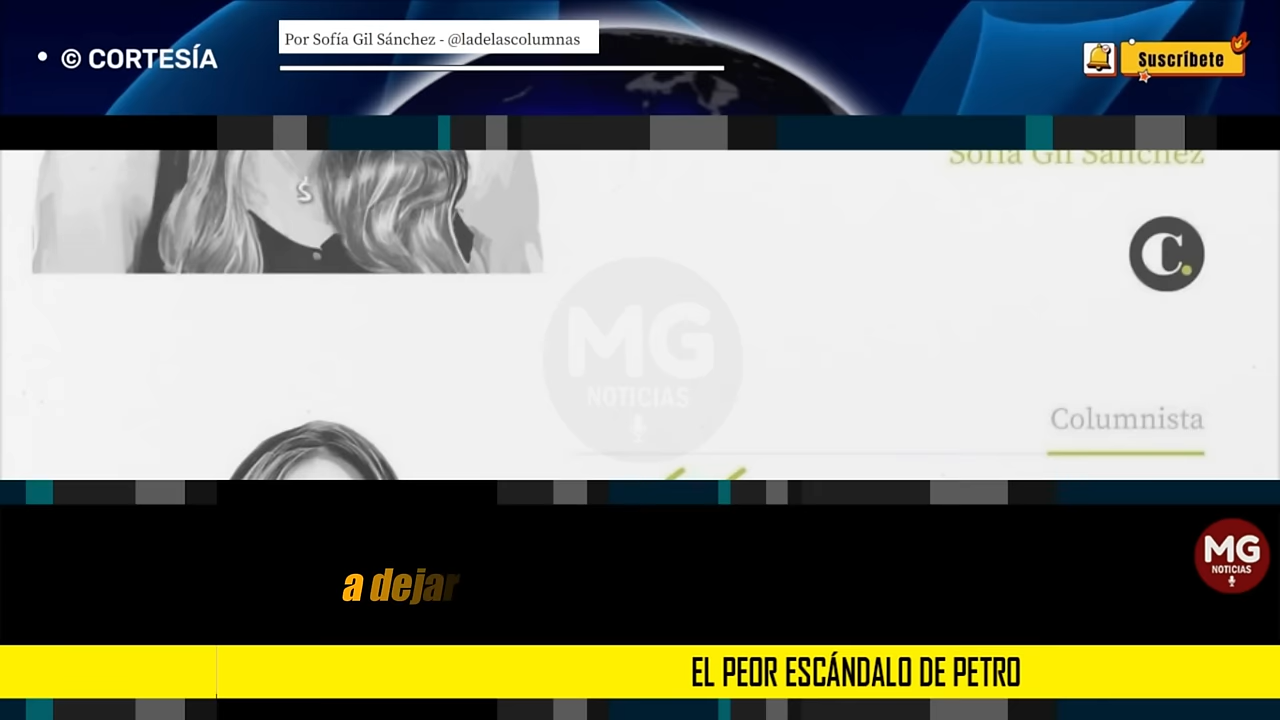 • © CORTESÍA
Por Sofía Gil Sánchez - @ladelascolumnas
Suscríbete
Sofía Gil Sánchez
C.
MG
NOTICIAS
Columnista
a dejar
MG
NOTICIAS
EL PEOR ESCÁNDALO DE PETRO